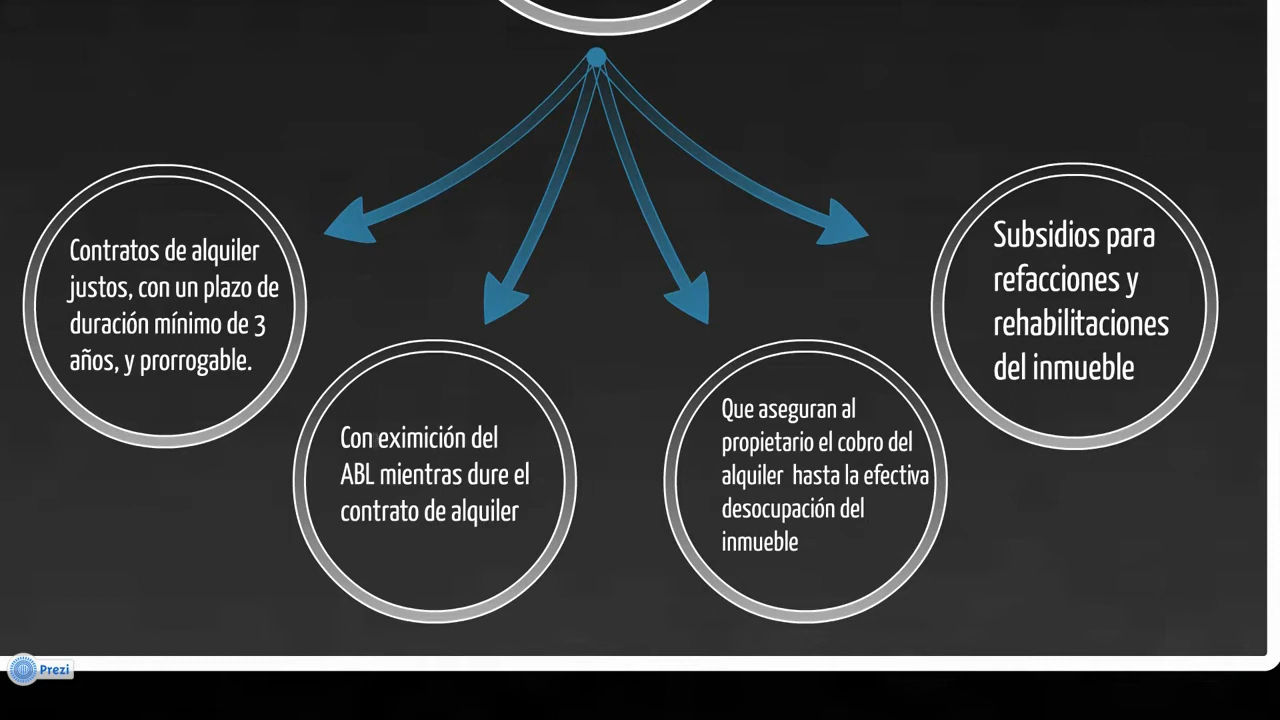 Contratos de alquiler
justos, con un plazo de
duración mínimo de 3
años, y prorrogable.
Con eximición del
ABL mientras dure el
contrato de alquiler
Que aseguran al
propietario el cobro del
alquiler hasta la efectiva
desocupación del
inmueble
Subsidios para
refacciones y
rehabilitaciones
del inmueble
Prezi